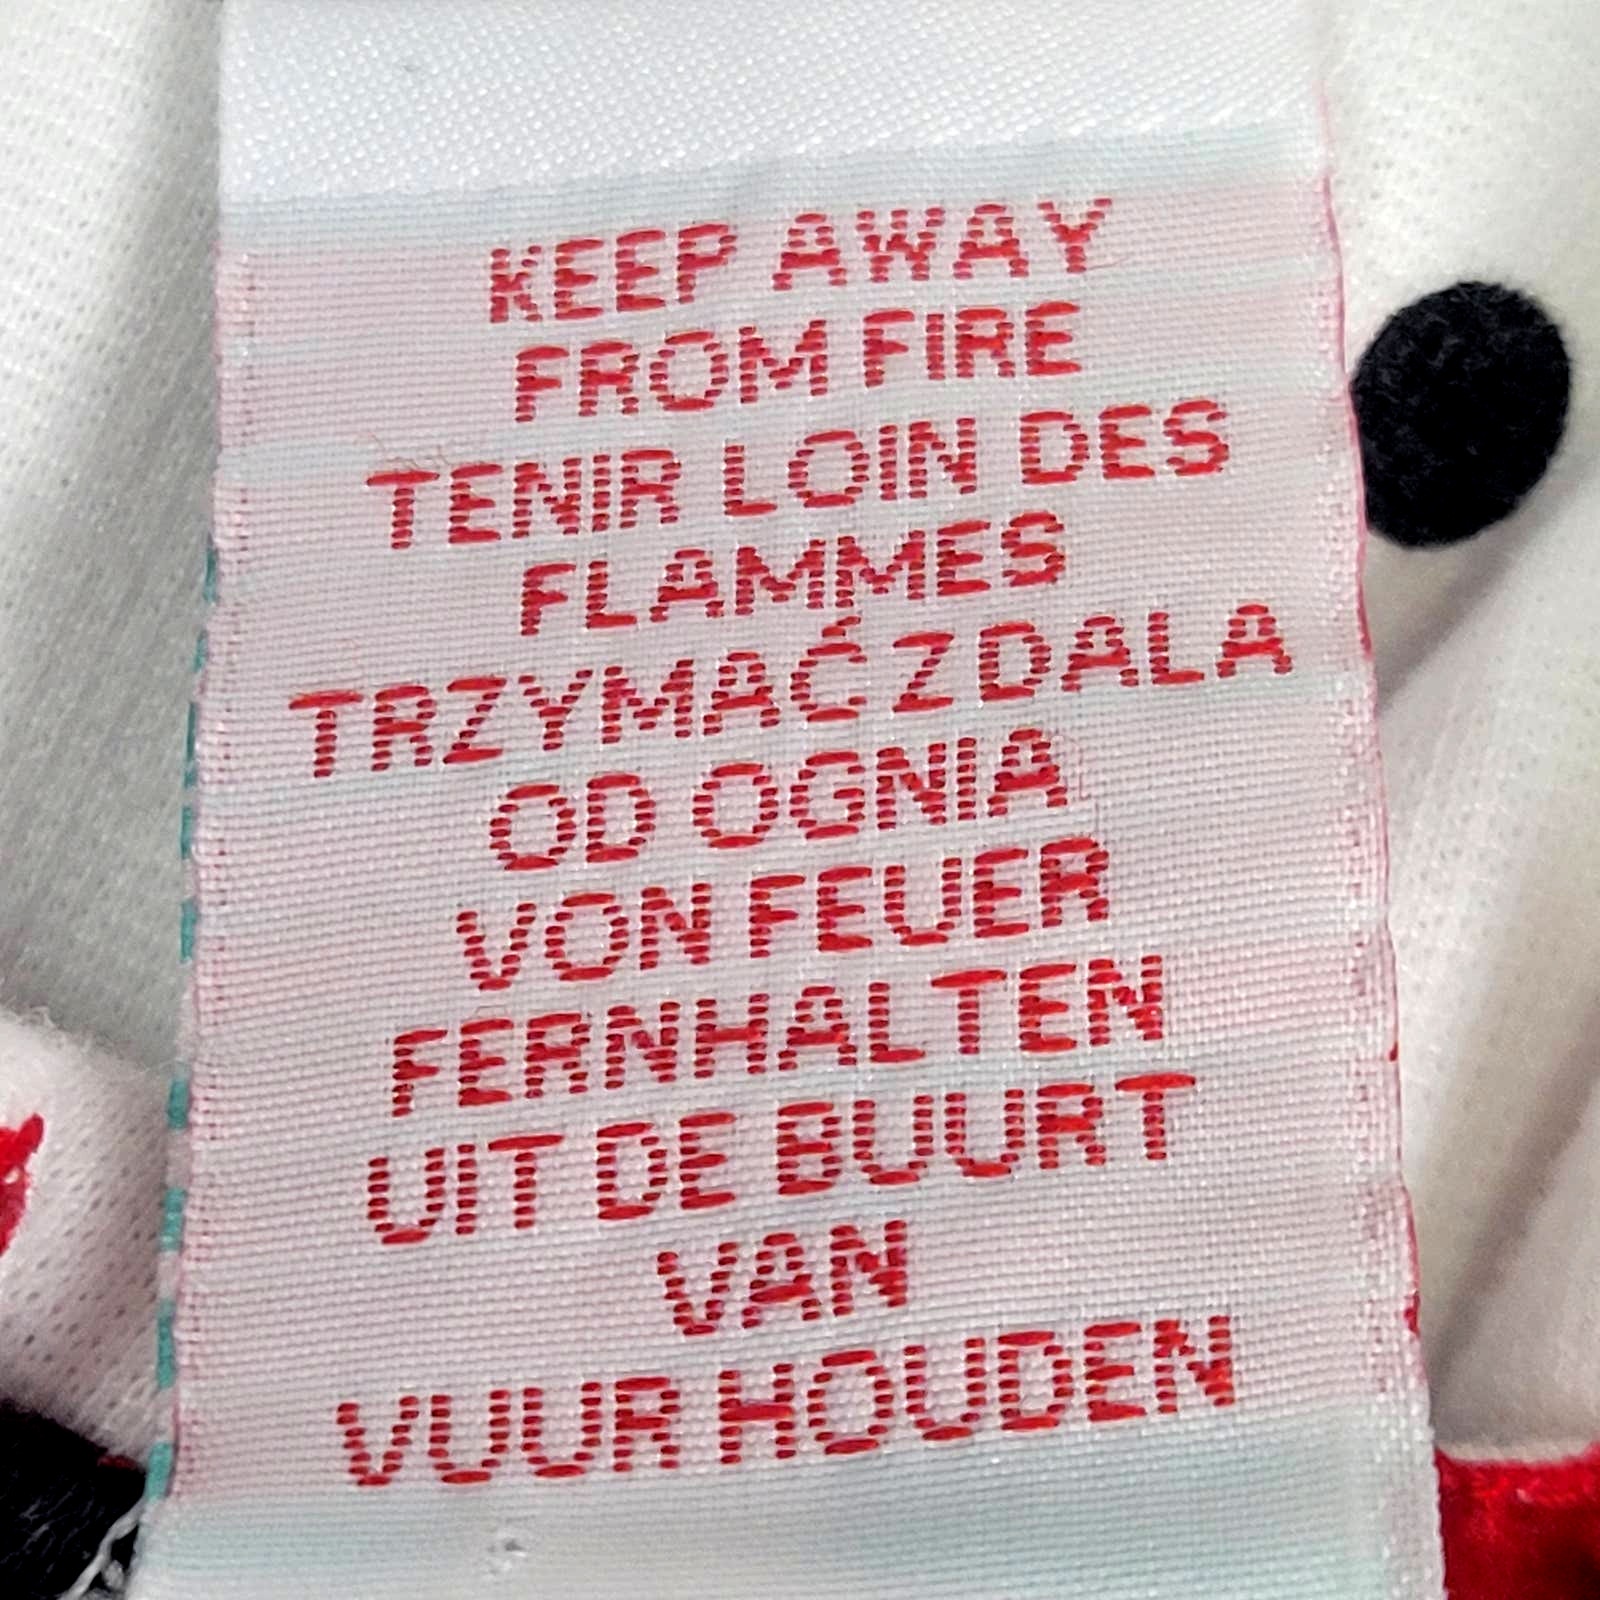 KEEP AWAY
FROM FIRE
TENIR LOIN DES
FLAMMES
TRZYMAĆ ZDALA
OD OGNIA
VON FEUER
FERNHALTEN
UIT DE BUURT
VAN
VUUR HOUDEN